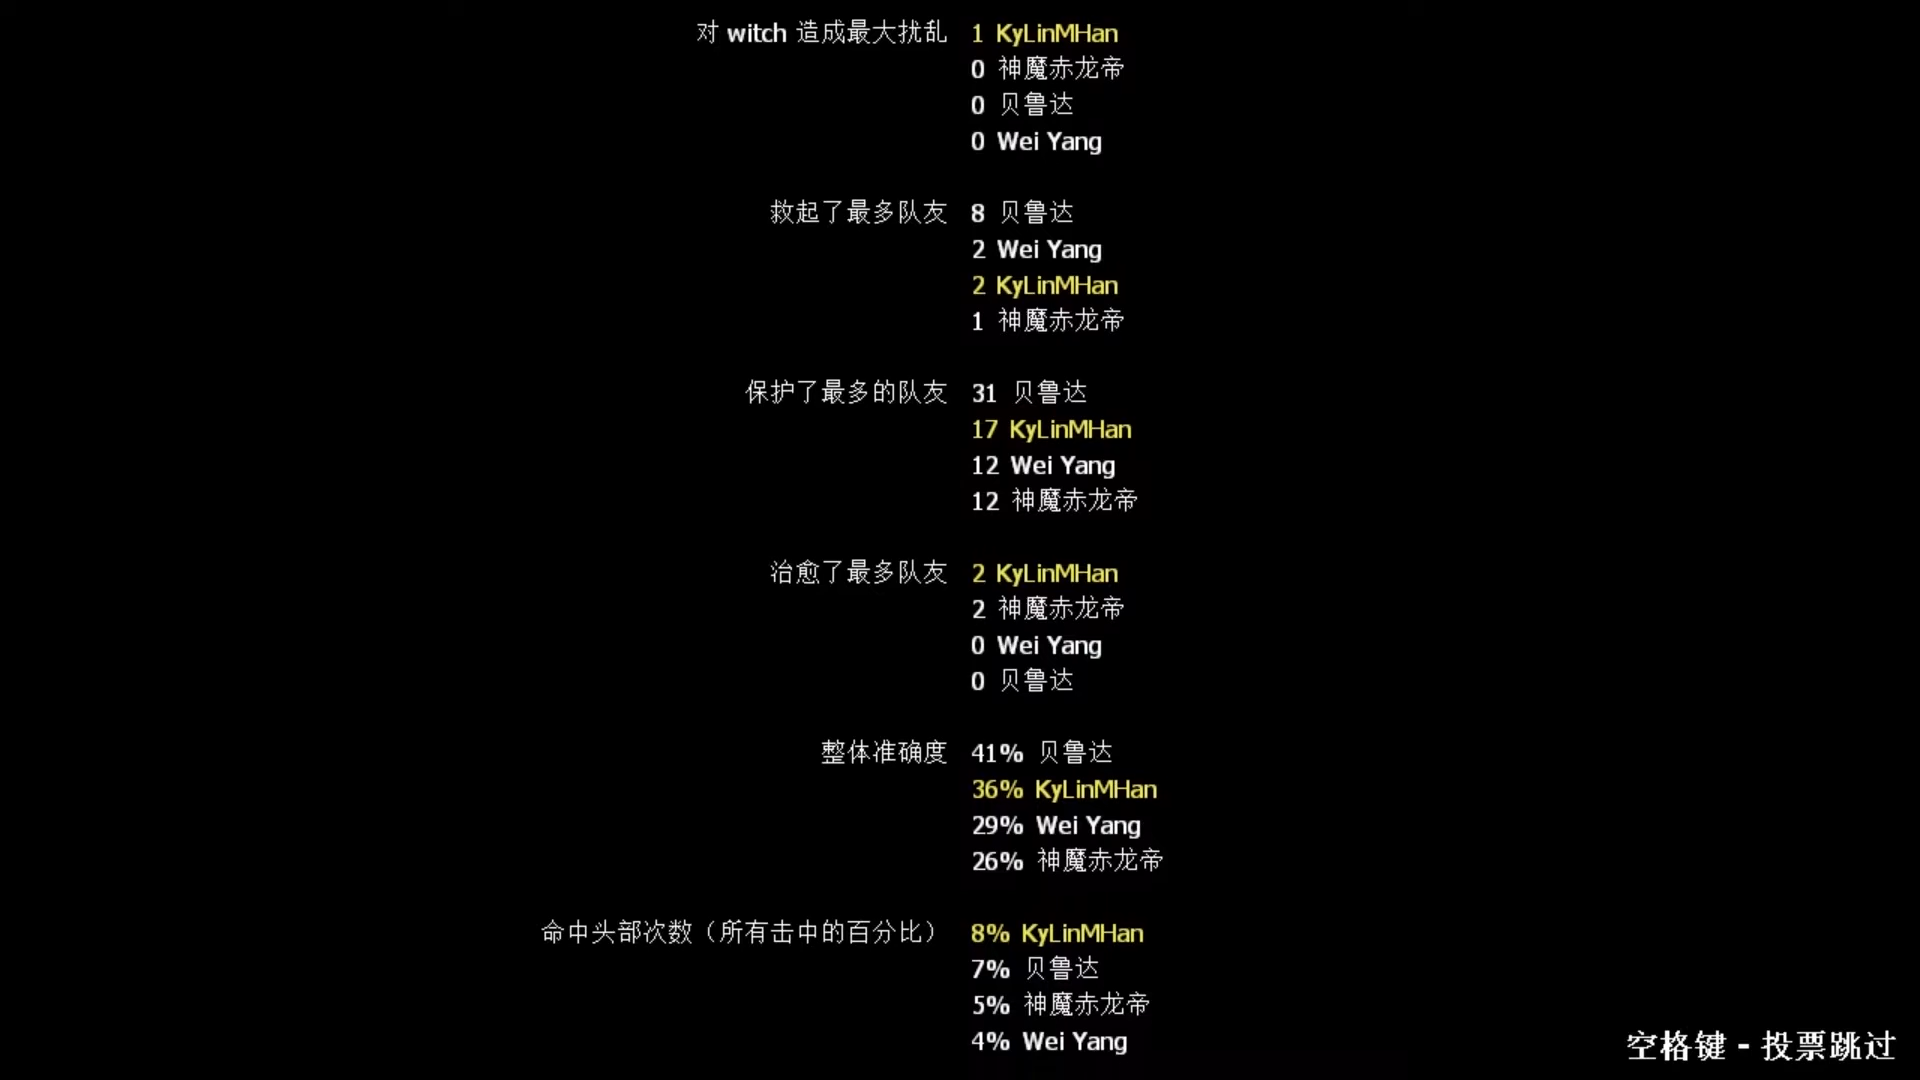 对 witch 造成最大扰乱 1 KyLinMHan
0 神魔赤龙帝
0 贝鲁达
0 Wei Yang
救起了最多队友 8 贝鲁达
2 Wei Yang
2 KyLinMHan
1 神魔赤龙帝
保护了最多的队友 31 贝鲁达
17 KyLinMHan
12 Wei Yang
12 神魔赤龙帝
治愈了最多队友 2 KyLinMHan
2 神魔赤龙帝
0 Wei Yang
0 贝鲁达
整体准确度 41% 贝鲁达
36% KyLinMHan
29% Wei Yang
26% 神魔赤龙帝
命中头部次数（所有击中的百分比） 8% KyLinMHan
7% 贝鲁达
5% 神魔赤龙帝
4% Wei Yang
空格键 - 投票跳过